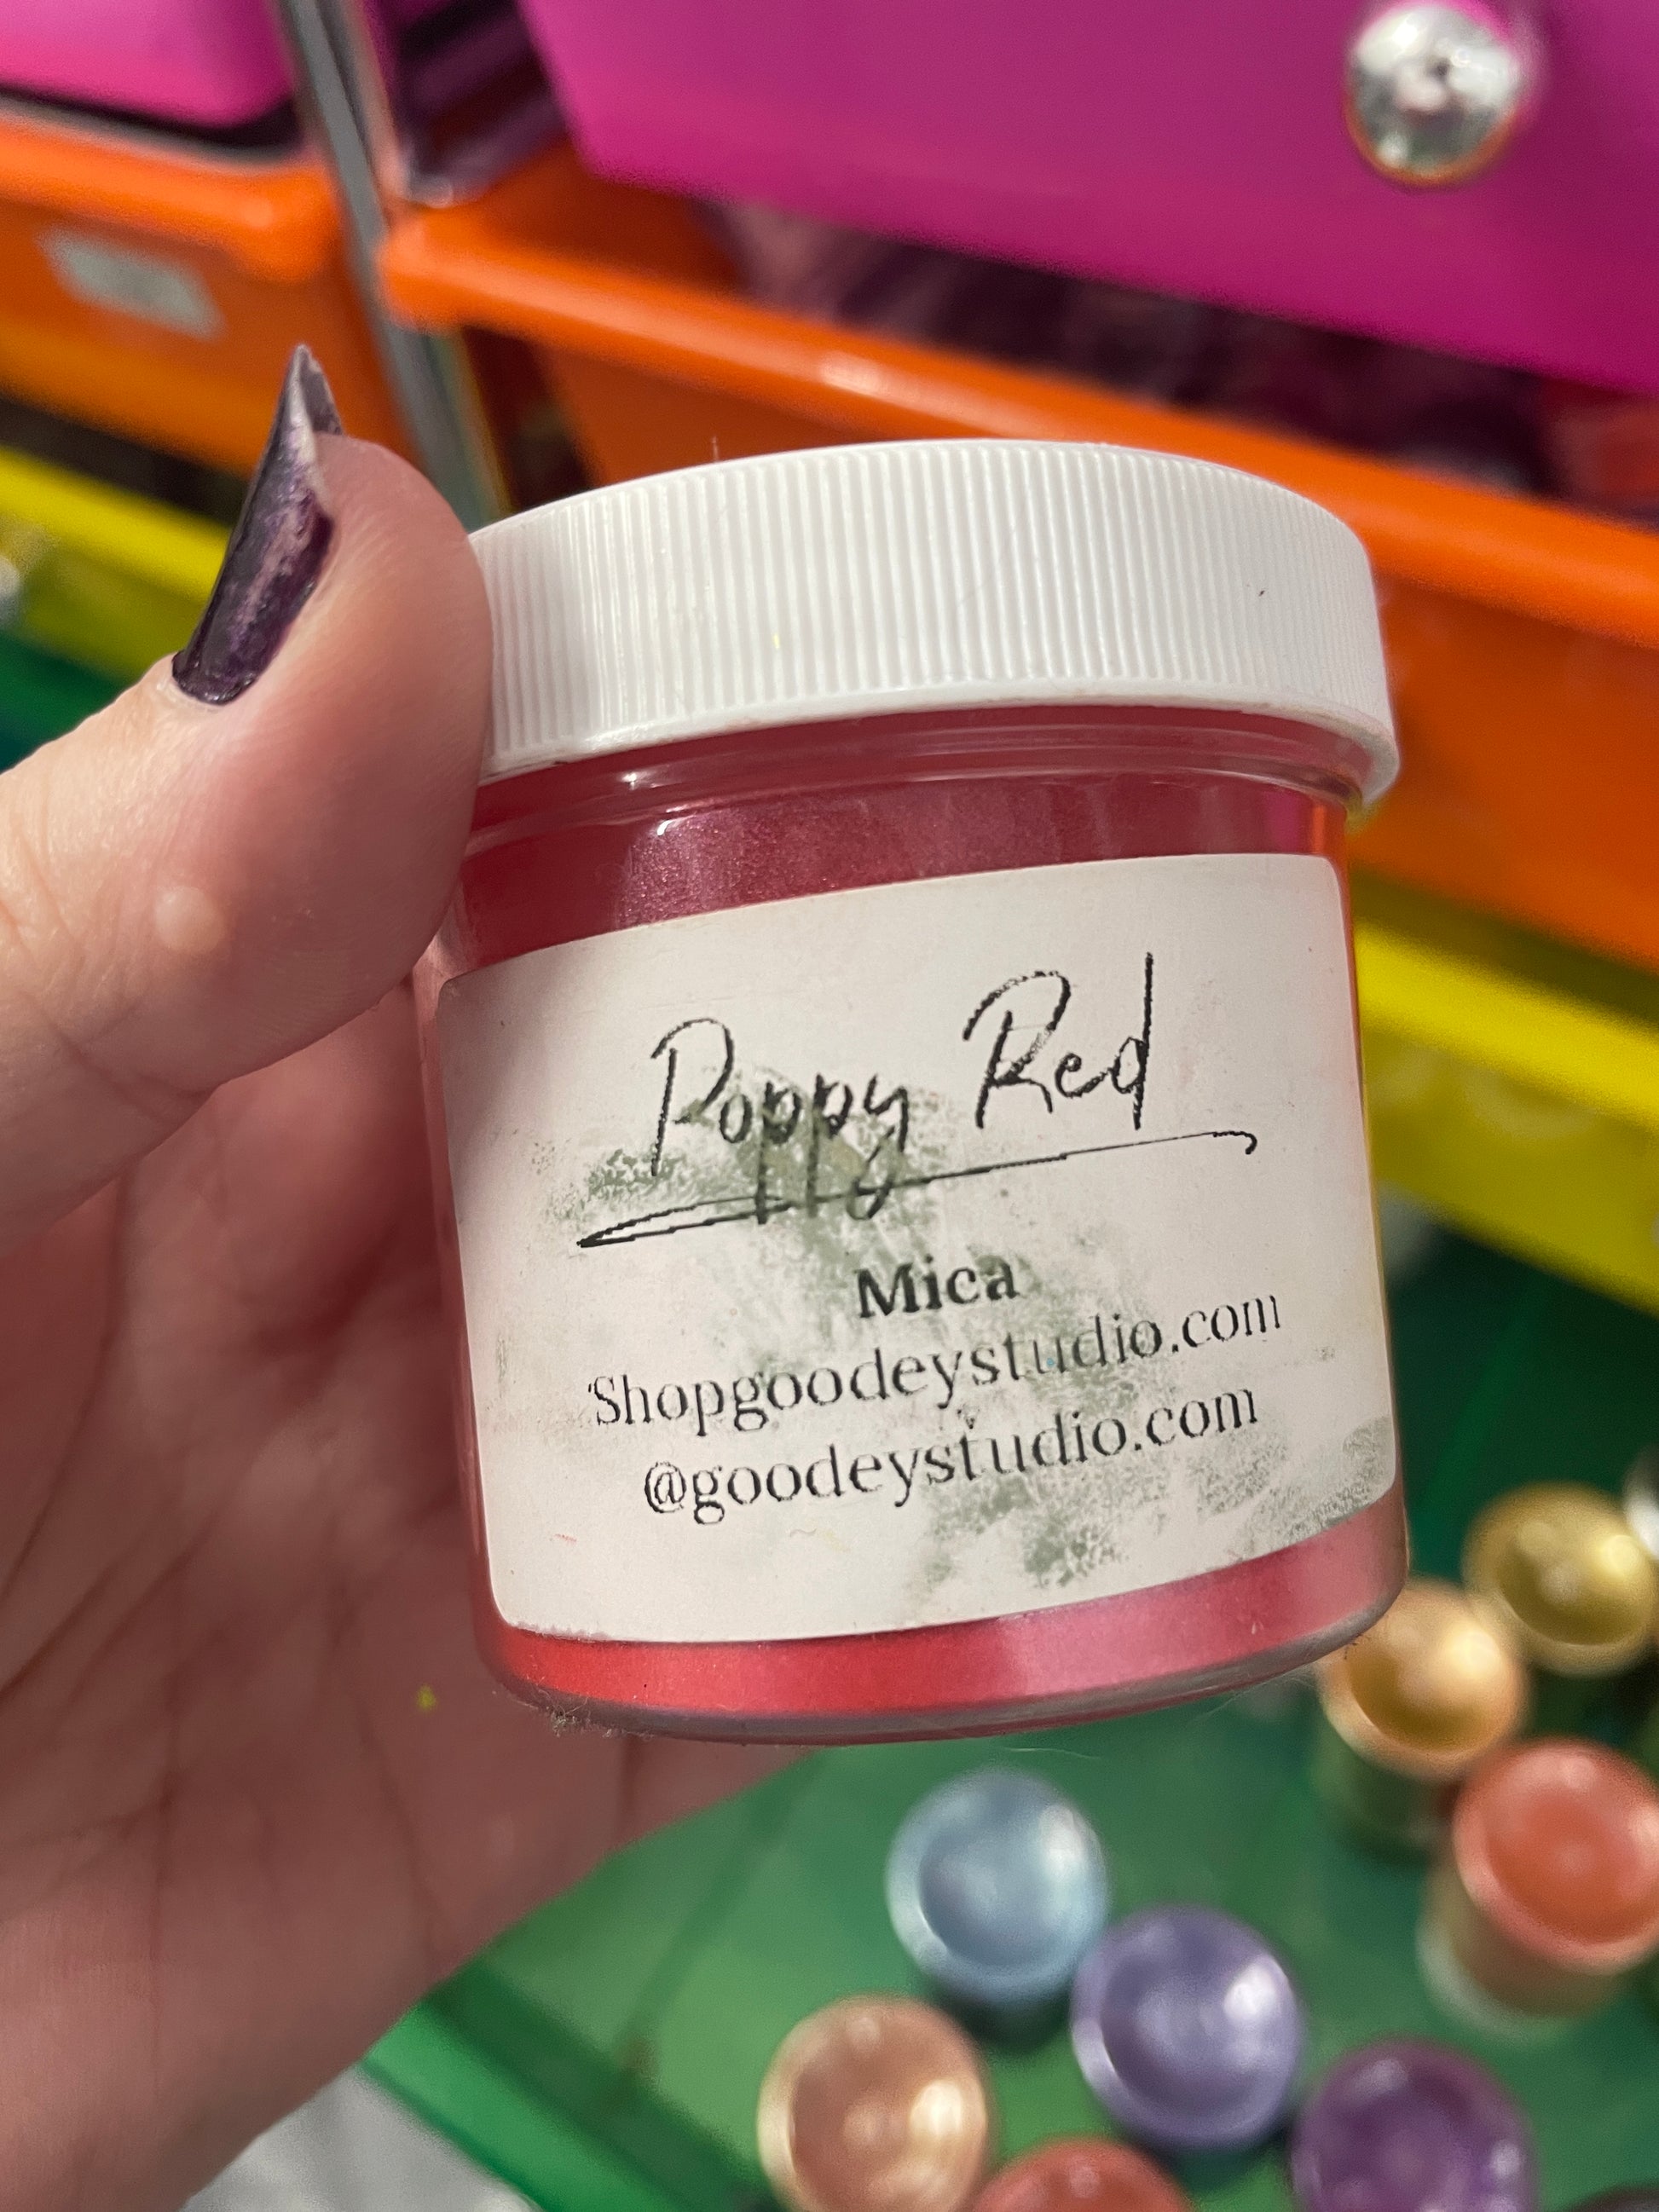 Poppy Red
Mica
Shopgoodeystudio.com
@goodeystudio.com